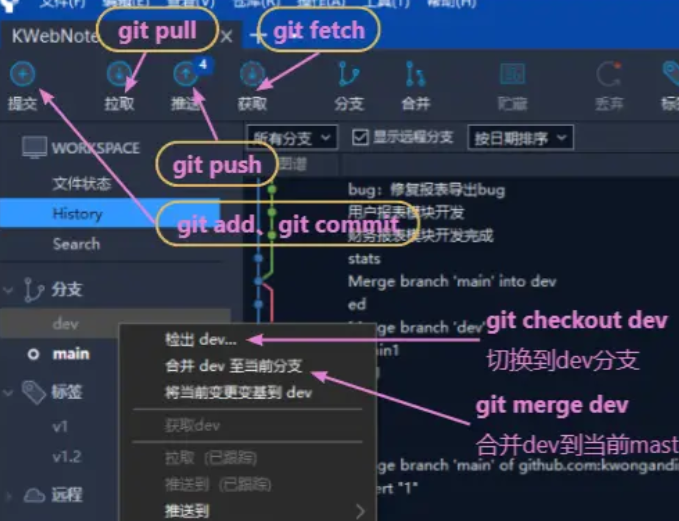 文件(F) 编辑(E) 查看(V) 仓库(R) 操作(A) 工具(T) 帮助(H)
KWebNote
git pull
git fetch
提交
拉取
推送
4
获取
分支
合并
贮藏
丢弃
标签
WORKSPACE
所有分支
显示远程分支
按日期排序
git push
图谱
文件状态
bug：修复报表导出bug
History
git add、git commit
用户报表模块开发
财务报表模块开发完成
Search
stats
分支
Merge branch 'main' into dev
ed
dev
git checkout dev
检出 dev...
main
切换到dev分支
合并 dev 至当前分支
标签
将当前变更变基到 dev
git merge dev
v1
获取dev
合并dev到当前mast
v1.2
拉取 (已跟踪)
ge branch 'main' of github.com:kwongandi
推送到 (已跟踪)
远程
ert "1"
推送到